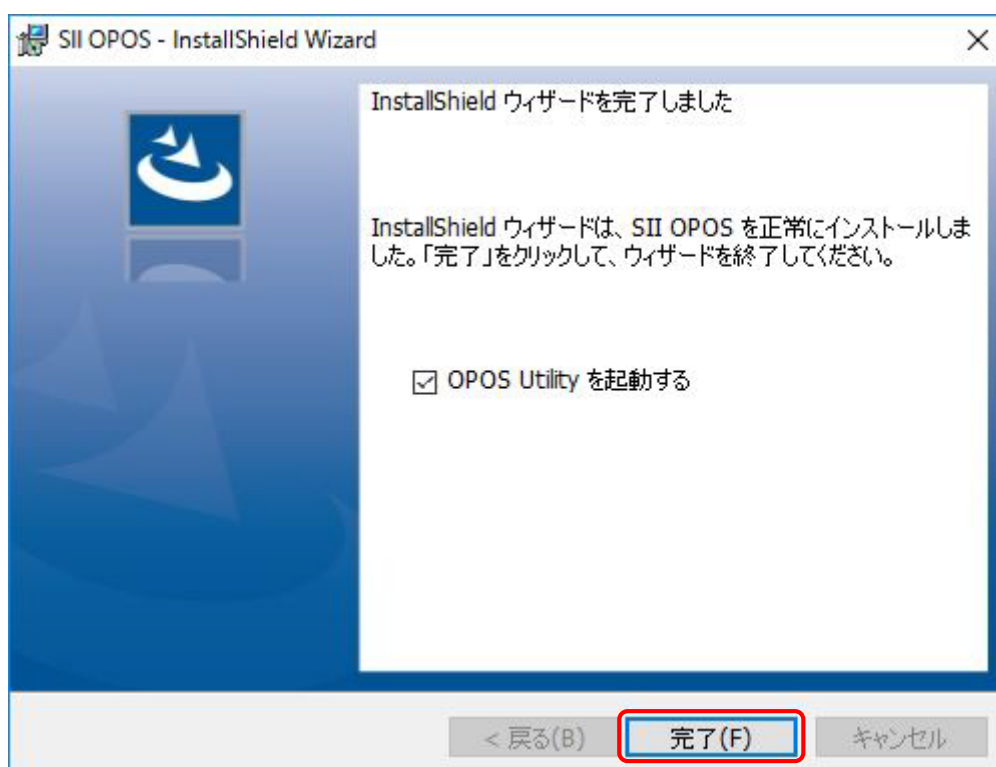 SII OPOS - InstallShield Wizard
InstallShield ウィザードを完了しました
InstallShield ウィザードは、SII OPOS を正常にインストールしま
した。「完了」をクリックして、ウィザードを終了してください。
OPOS Utility を起動する
< 戻る(B)
完了(F)
キャンセル